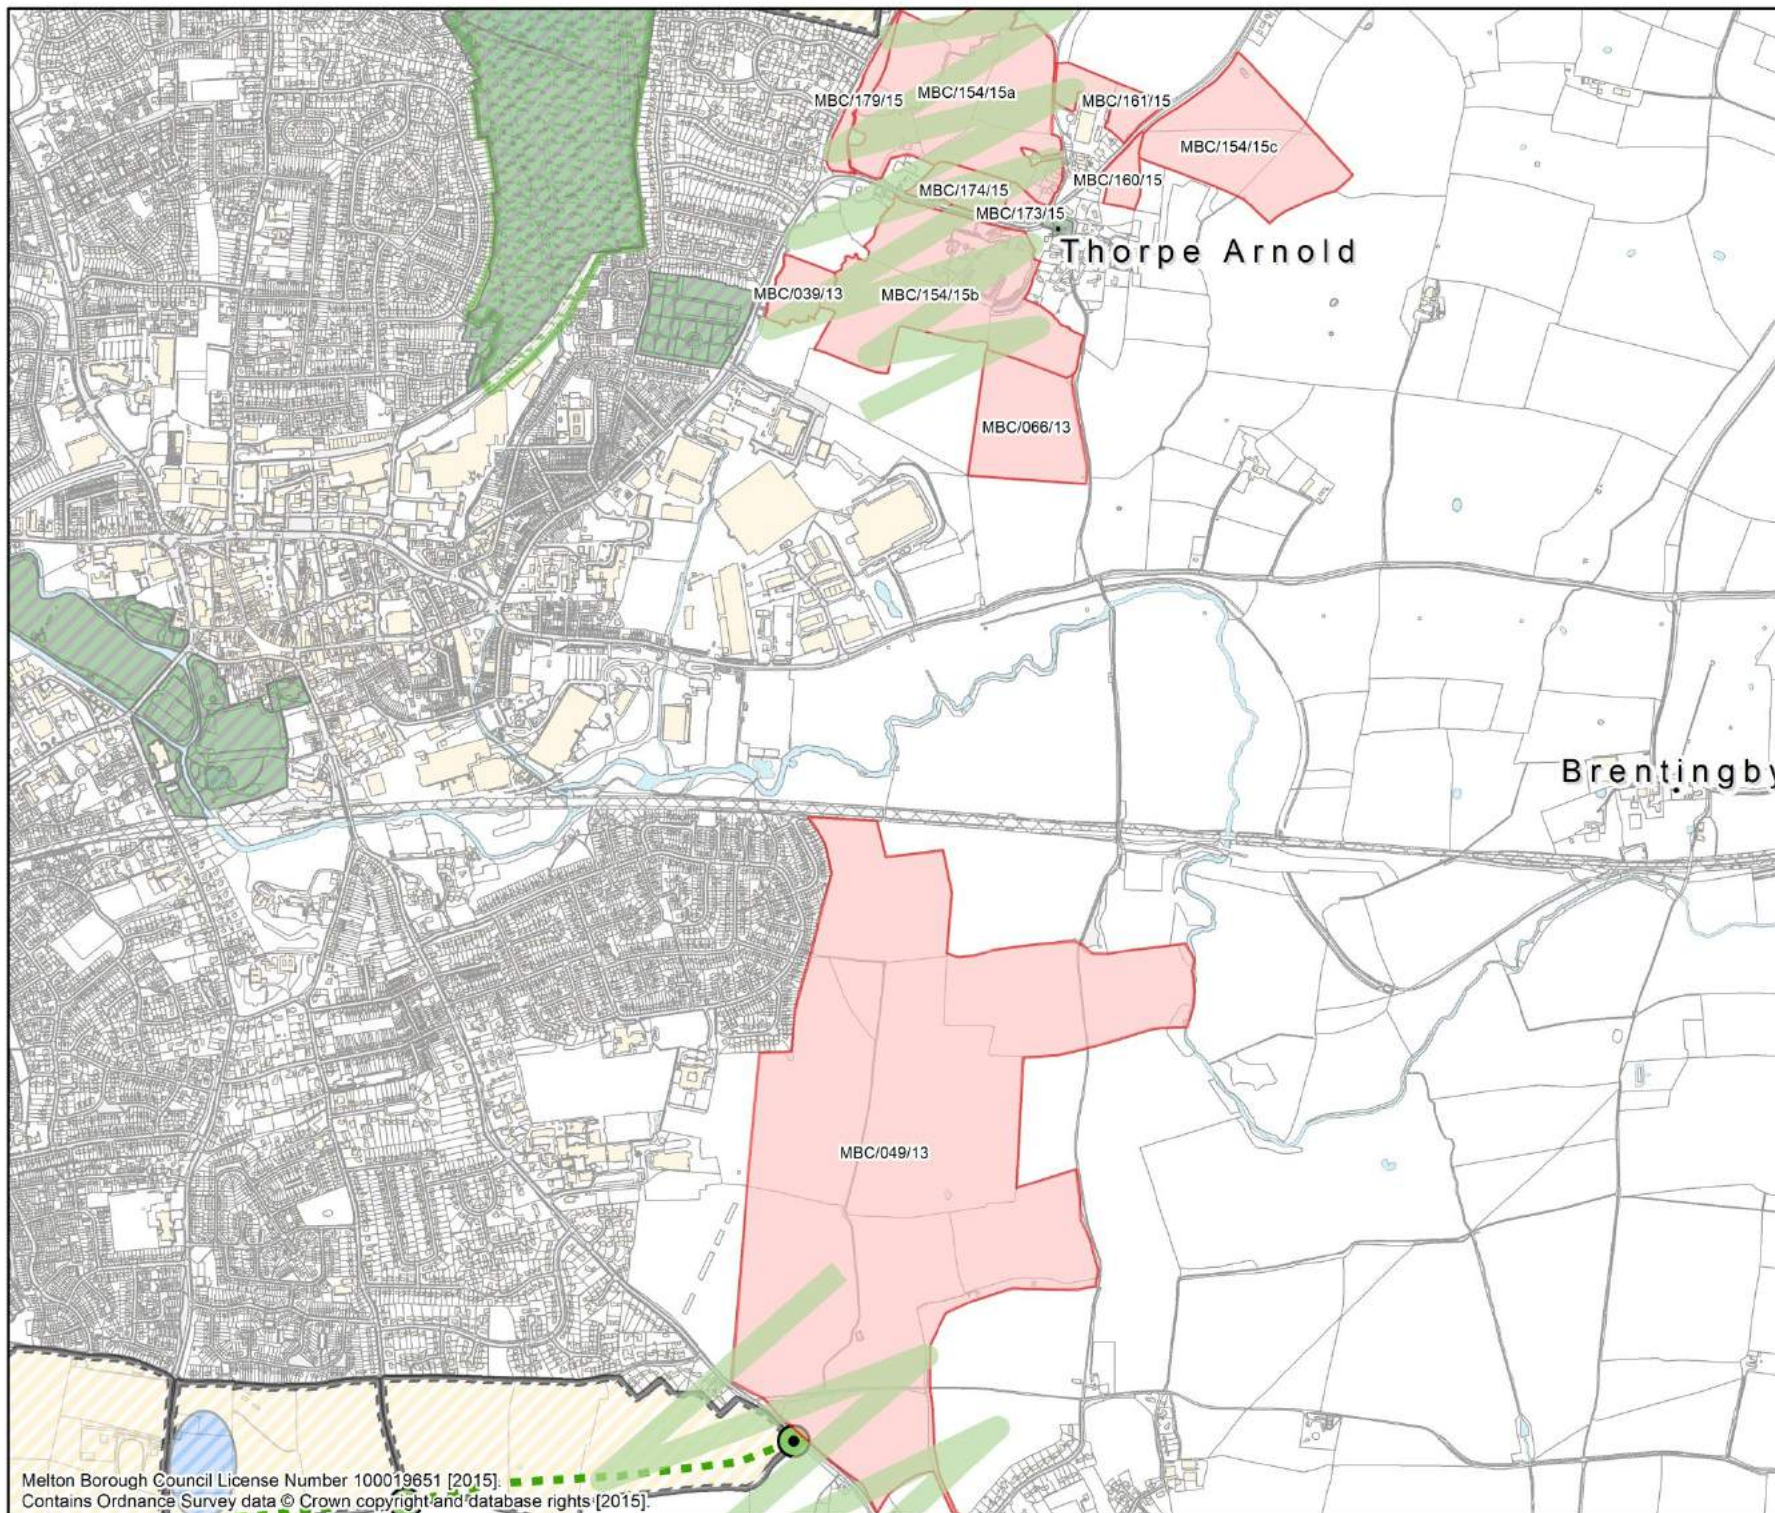 MBC/179/15
MBC/154/15a
MBC/161/15
MBC/154/15c
MBC/174/15
MBC/160/15
MBC/173/15
Thorpe Arnold
MBC/039/13
MBC/154/15b
MBC/066/13
Brentingby
MBC/049/13
Melton Borough Council License Number 100019651 [2015].
Contains Ordnance Survey data © Crown copyright and database rights [2015].